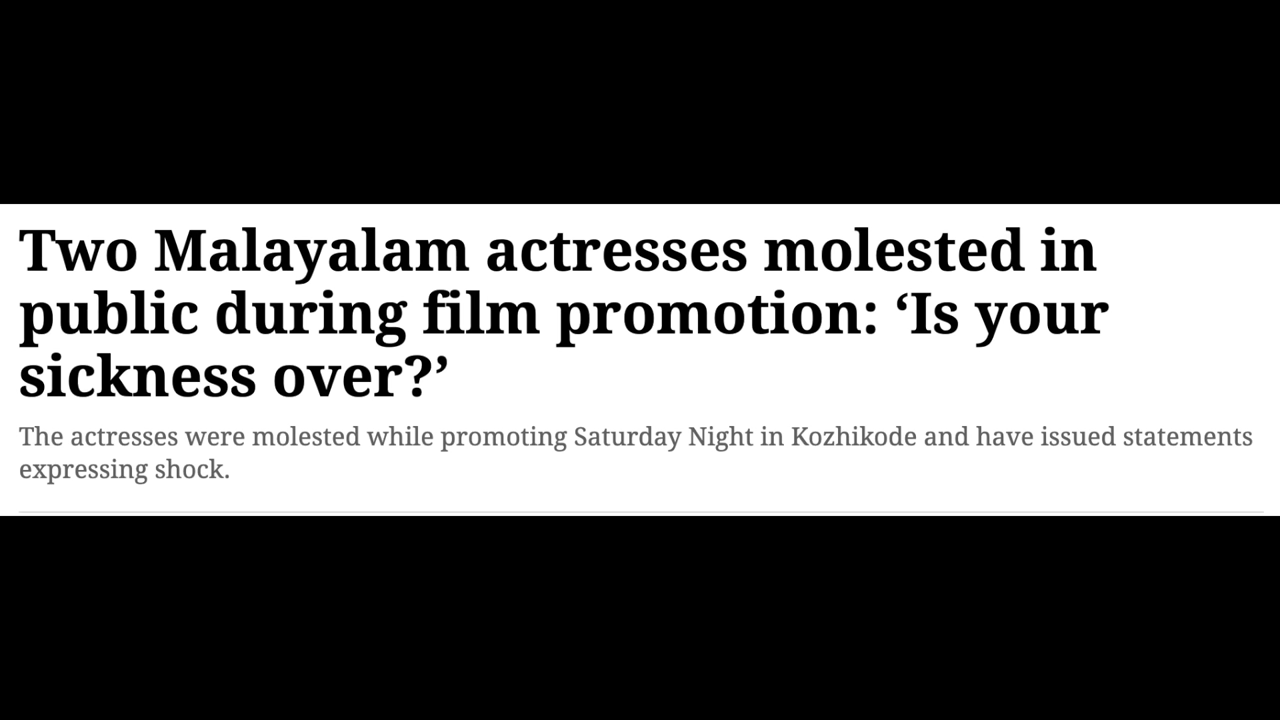 Two Malayalam actresses molested in
public during film promotion: ‘Is your
sickness over?’
The actresses were molested while promoting Saturday Night in Kozhikode and have issued statements
expressing shock.